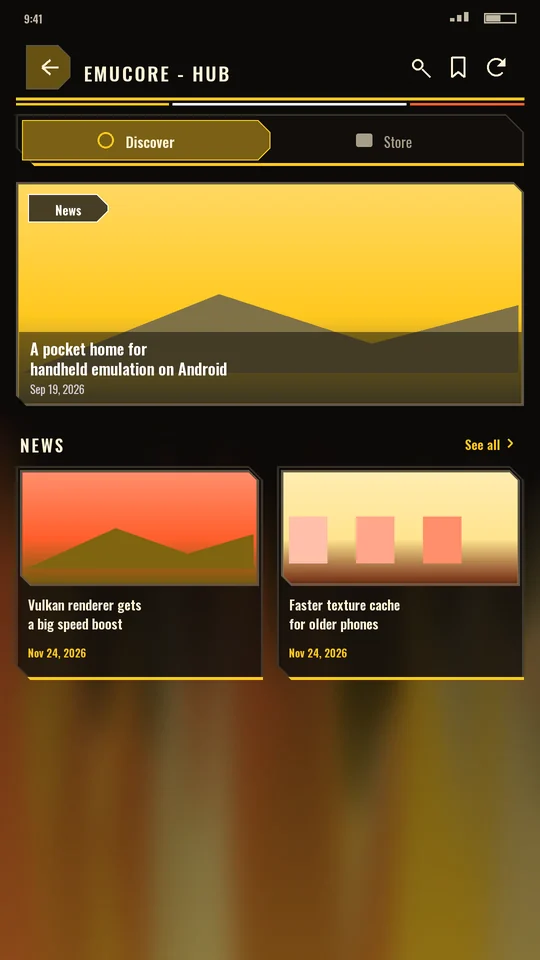 9:41
EMUCORE - HUB
Discover
Store
News
A pocket home for
handheld emulation on Android
Sep 19, 2026
NEWS
See all
Vulkan renderer gets
a big speed boost
Nov 24, 2026
Faster texture cache
for older phones
Nov 24, 2026